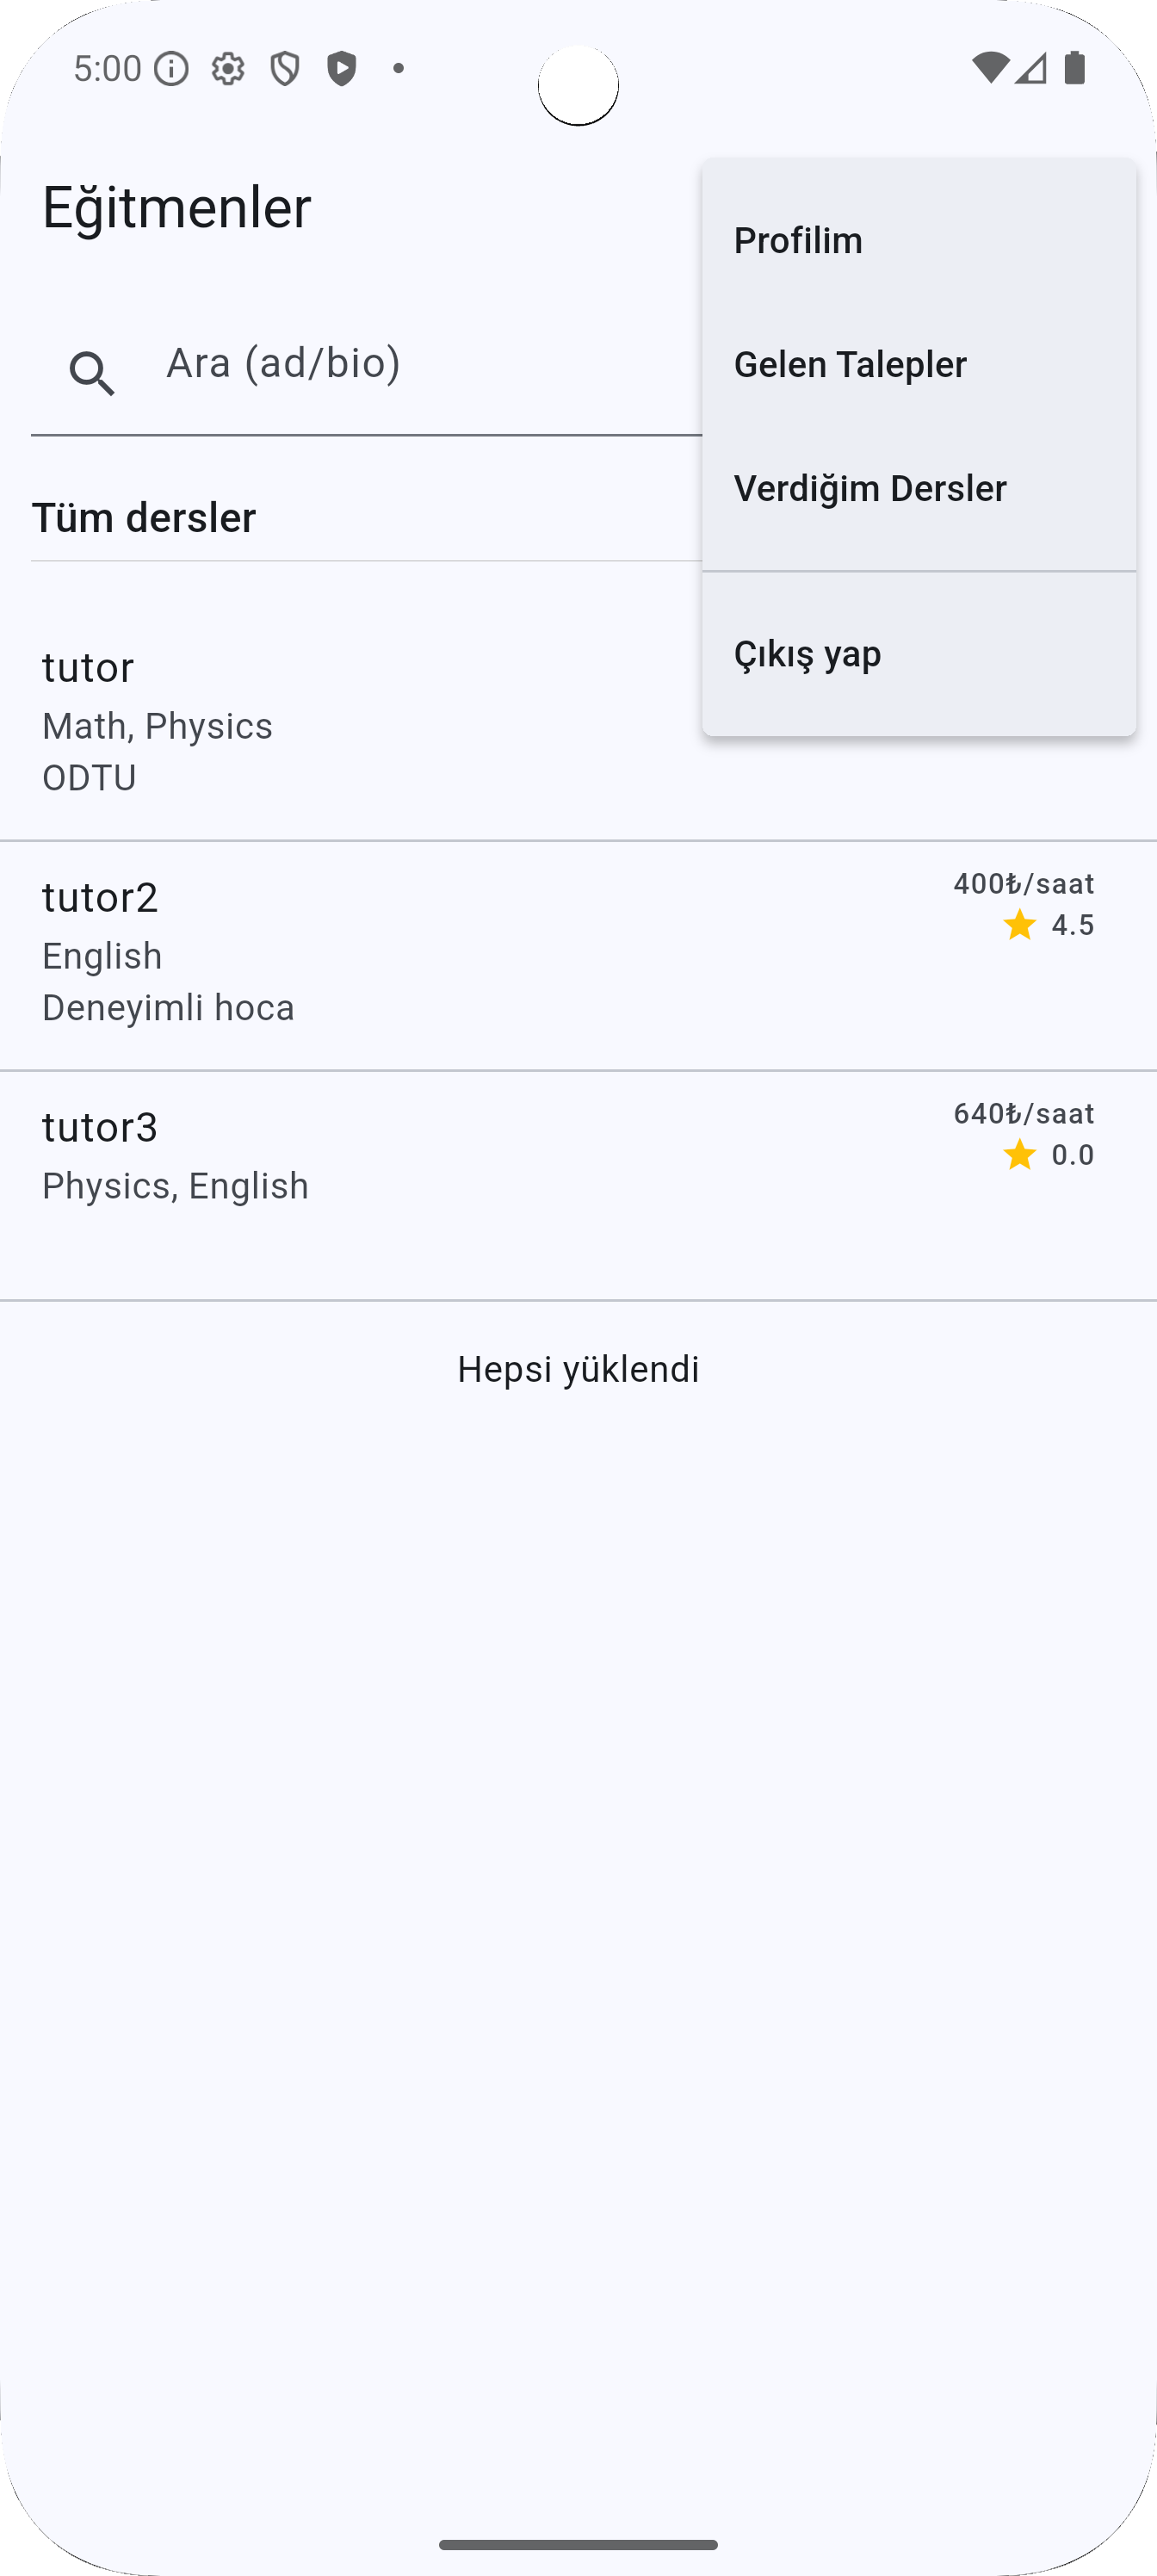 5:00
Eğitmenler
Profilim
Gelen Talepler
Verdiğim Dersler
Çıkış yap
Ara (ad/bio)
Tüm dersler
tutor
Math, Physics
ODTU
tutor2
400₺/saat
4.5
English
Deneyimli hoca
tutor3
640₺/saat
0.0
Physics, English
Hepsi yüklendi